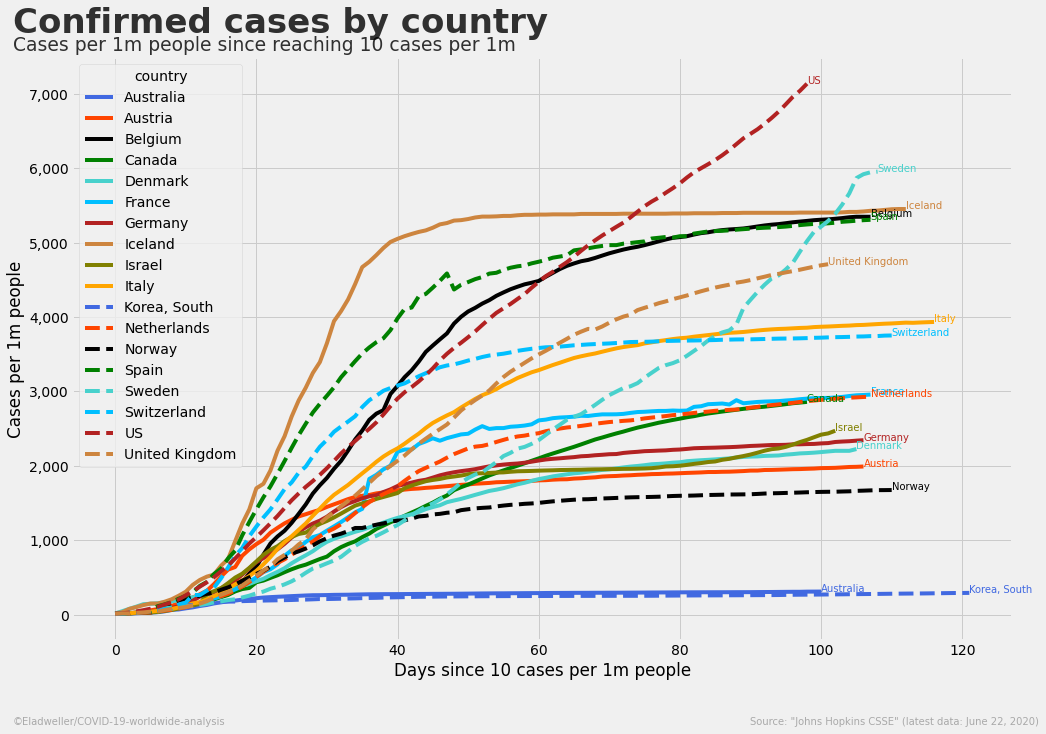 Confirmed cases by country
Cases per 1m people since reaching 10 cases per 1m
country
Australia
Austria
Belgium
Canada
Denmark
France
Germany
Iceland
Israel
Italy
Korea, South
Netherlands
Norway
Spain
Sweden
Switzerland
US
United Kingdom
Cases per 1m people
7,000
6,000
5,000
4,000
3,000
2,000
1,000
0
US
Sweden
Iceland
Belgium
Spain
United Kingdom
Italy
Switzerland
France
Netherlands
Canada
Israel
Germany
Denmark
Austria
Norway
Australia
Korea, South
0 20 40 60 80 100 120
Days since 10 cases per 1m people
©Eladweller/COVID-19-worldwide-analysis
Source: "Johns Hopkins CSSE" (latest data: June 22, 2020)